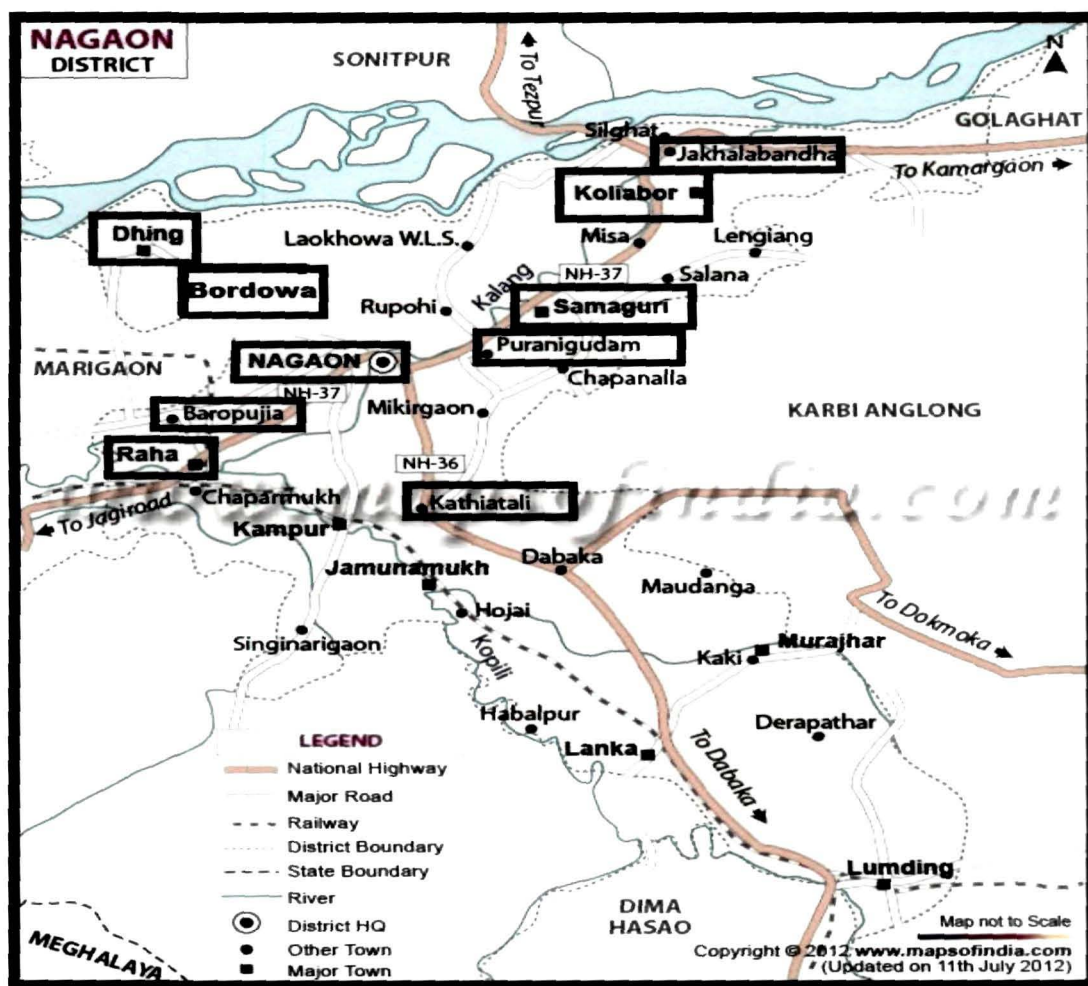 NAGAON
DISTRICT
SONITPUR
To Tezpur
N
GOLAGHAT
Silghat
Jakhalabandha
To Kamargaon
Koliabor
Dhing
Laokhowa W.L.S.
Misa
Lengiang
Bordowa
Kalang
NH-37
Salana
Rupohi
Samaguri
Puranigudam
MARIGAON
NAGAON
Chapanalla
NH-37
Baropujia
Mikirgaon
KARBI ANGLONG
Raha
NH-36
Chaparmukh
Kathiatali
To Jagiroad
Kampur
Dabaka
Jamunamukh
Maudanga
Hojai
To Dokmoka
Singinarigaon
Kopili
Kaki
Murajhar
Habalpur
Derapathar
Lanka
To Dabaka
LEGEND
National Highway
Major Road
Railway
District Boundary
State Boundary
River
District HQ
Other Town
Major Town
Lumding
DIMA
HASAO
MEGHALAYA
Map not to Scale
Copyright © 2012 www.mapsofindia.com
(Updated on 11th July 2012)